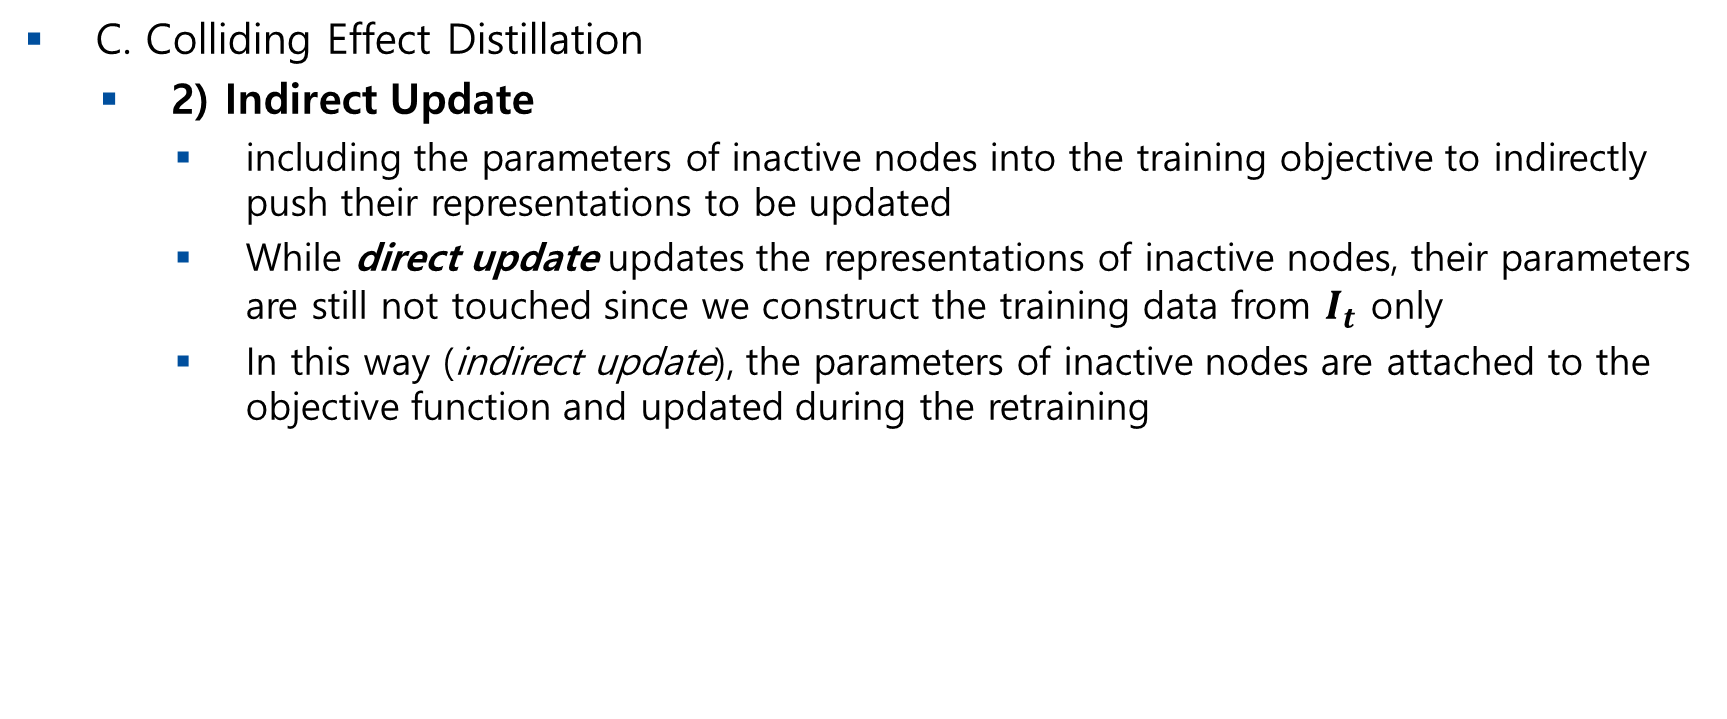 C. Colliding Effect Distillation
2) Indirect Update
including the parameters of inactive nodes into the training objective to indirectly
push their representations to be updated
While direct update updates the representations of inactive nodes, their parameters
are still not touched since we construct the training data from I_t only
In this way (indirect update), the parameters of inactive nodes are attached to the
objective function and updated during the retraining